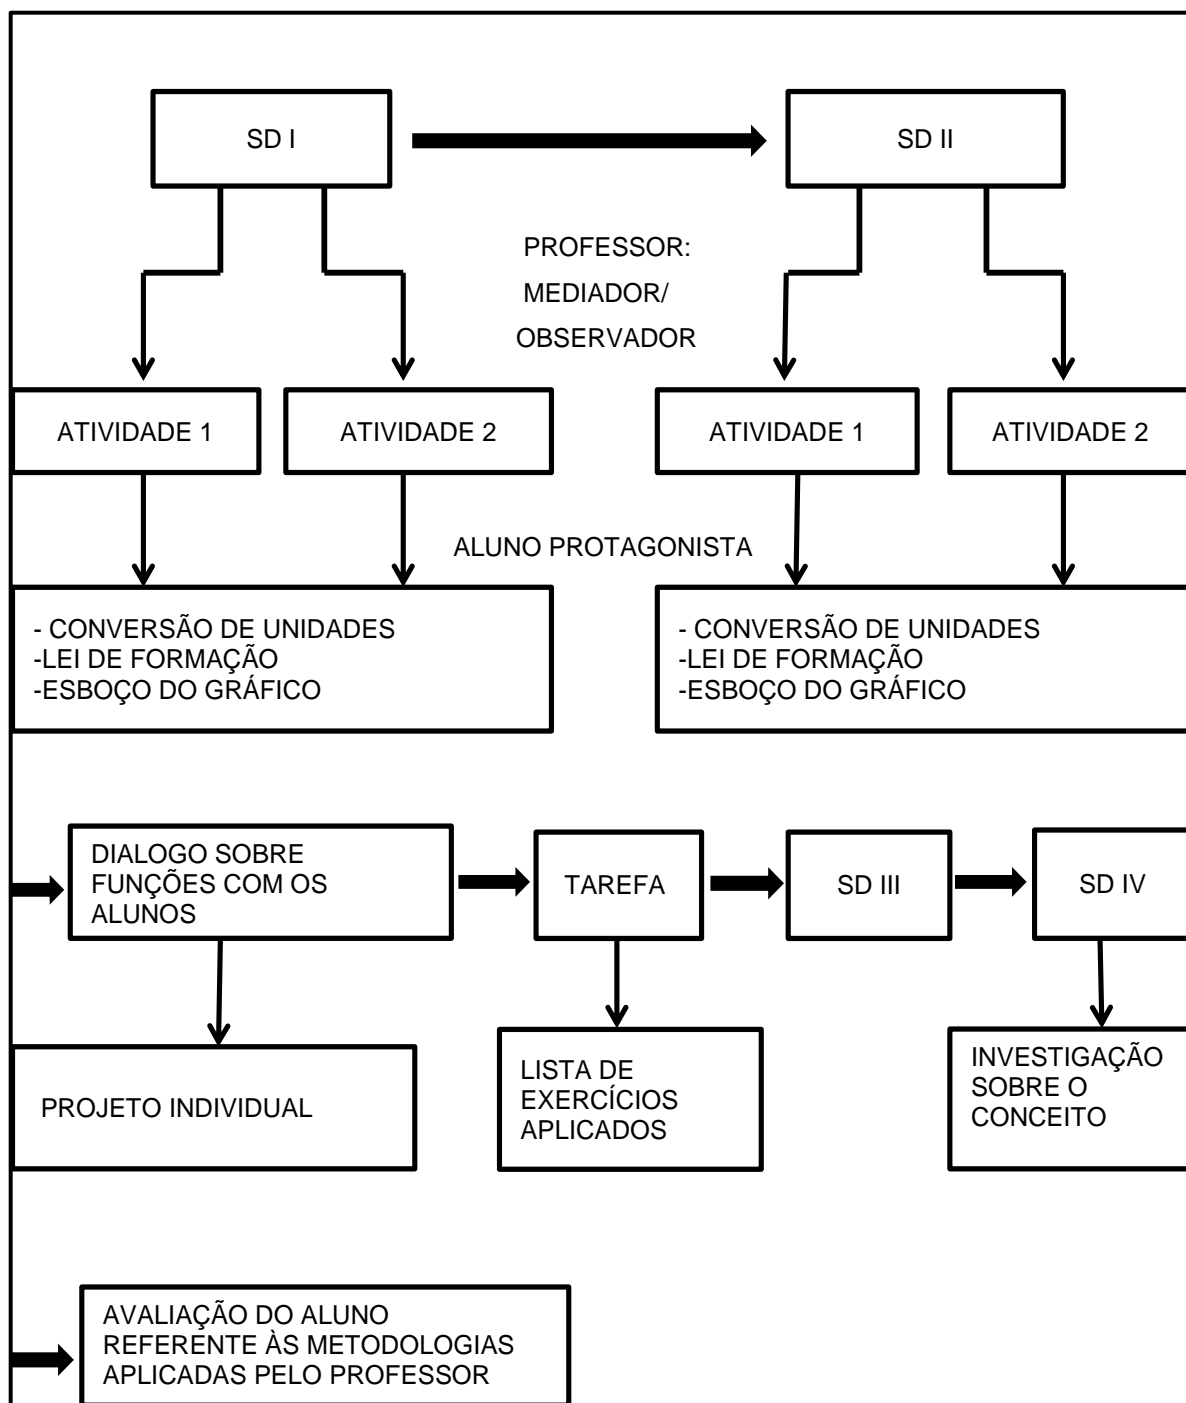 SD I
SD II
PROFESSOR:
MEDIADOR/
OBSERVADOR
ATIVIDADE 1
ATIVIDADE 2
ATIVIDADE 1
ATIVIDADE 2
ALUNO PROTAGONISTA
- CONVERSÃO DE UNIDADES
-LEI DE FORMAÇÃO
-ESBOÇO DO GRÁFICO
- CONVERSÃO DE UNIDADES
-LEI DE FORMAÇÃO
-ESBOÇO DO GRÁFICO
DIALOGO SOBRE
FUNÇÕES COM OS
ALUNOS
TAREFA
SD III
SD IV
PROJETO INDIVIDUAL
LISTA DE
EXERCÍCIOS
APLICADOS
INVESTIGAÇÃO
SOBRE O
CONCEITO
AVALIAÇÃO DO ALUNO
REFERENTE ÀS METODOLOGIAS
APLICADAS PELO PROFESSOR